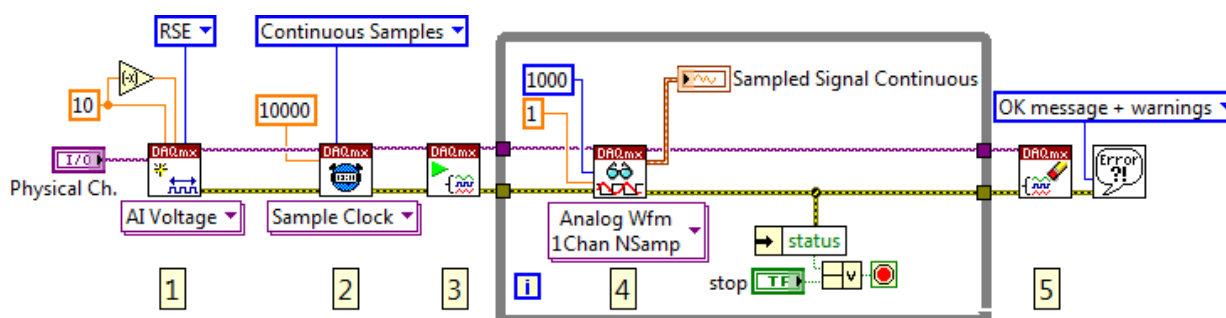 RSE
Continuous Samples
10
10000
1000
1
Sampled Signal Continuous
OK message + warnings
I/O
Physical Ch.
DAQmx
DAQmx
DAQmx
DAQmx
DAQmx
Error
?!
AI Voltage
Sample Clock
Analog Wfm
1Chan NSamp
status
stop
TF
V
i
1
2
3
4
5